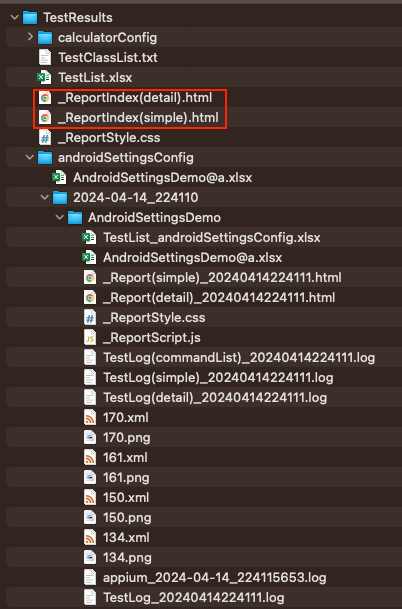 TestResults
calculatorConfig
TestClassList.txt
TestList.xlsx
_ReportIndex(detail).html
_ReportIndex(simple).html
_ReportStyle.css
androidSettingsConfig
AndroidSettingsDemo@a.xlsx
2024-04-14_224110
AndroidSettingsDemo
TestList_androidSettingsConfig.xlsx
AndroidSettingsDemo@a.xlsx
_Report(simple)_20240414224111.html
_Report(detail)_20240414224111.html
_ReportStyle.css
_ReportScript.js
TestLog(commandList)_20240414224111.log
TestLog(simple)_20240414224111.log
TestLog(detail)_20240414224111.log
170.xml
170.png
161.xml
161.png
150.xml
150.png
134.xml
134.png
appium_2024-04-14_224115653.log
TestLog_20240414224111.log